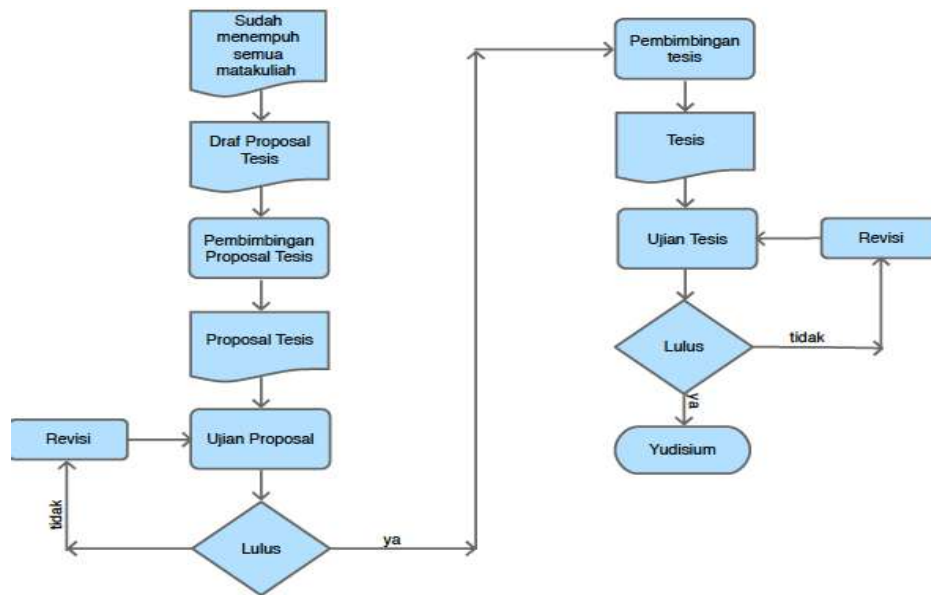 Sudah
menempuh
semua
matakuliah
Draf Proposal
Tesis
Pembimbingan
Proposal Tesis
Proposal Tesis
Ujian Proposal
Revisi
tidak
Lulus
ya
Pembimbingan
tesis
Tesis
Ujian Tesis
Revisi
Lulus
tidak
ya
Yudisium